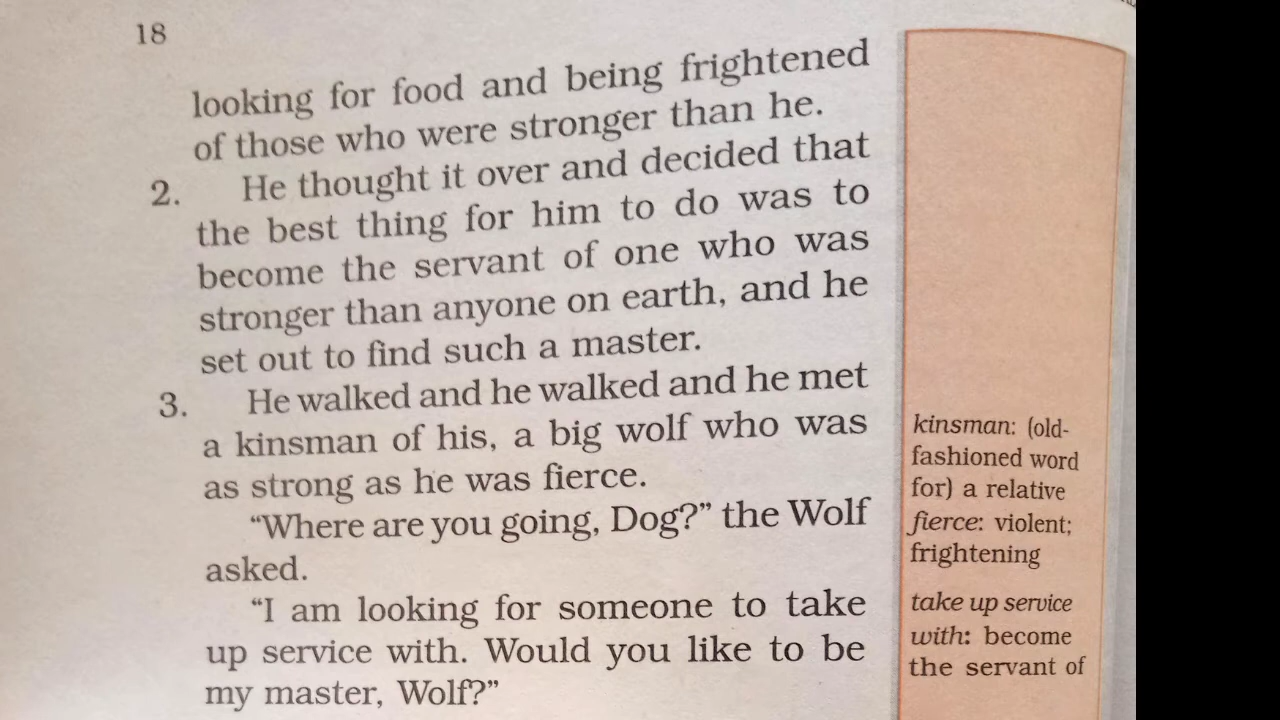 18
looking for food and being frightened
of those who were stronger than he.
2. He thought it over and decided that
the best thing for him to do was to
become the servant of one who was
stronger than anyone on earth, and he
set out to find such a master.
3. He walked and he walked and he met
a kinsman of his, a big wolf who was
as strong as he was fierce.
“Where are you going, Dog?” the Wolf
asked.
“I am looking for someone to take
up service with. Would you like to be
my master, Wolf?”
kinsman: (old-
fashioned word
for) a relative
fierce: violent;
frightening
take up service
with: become
the servant of